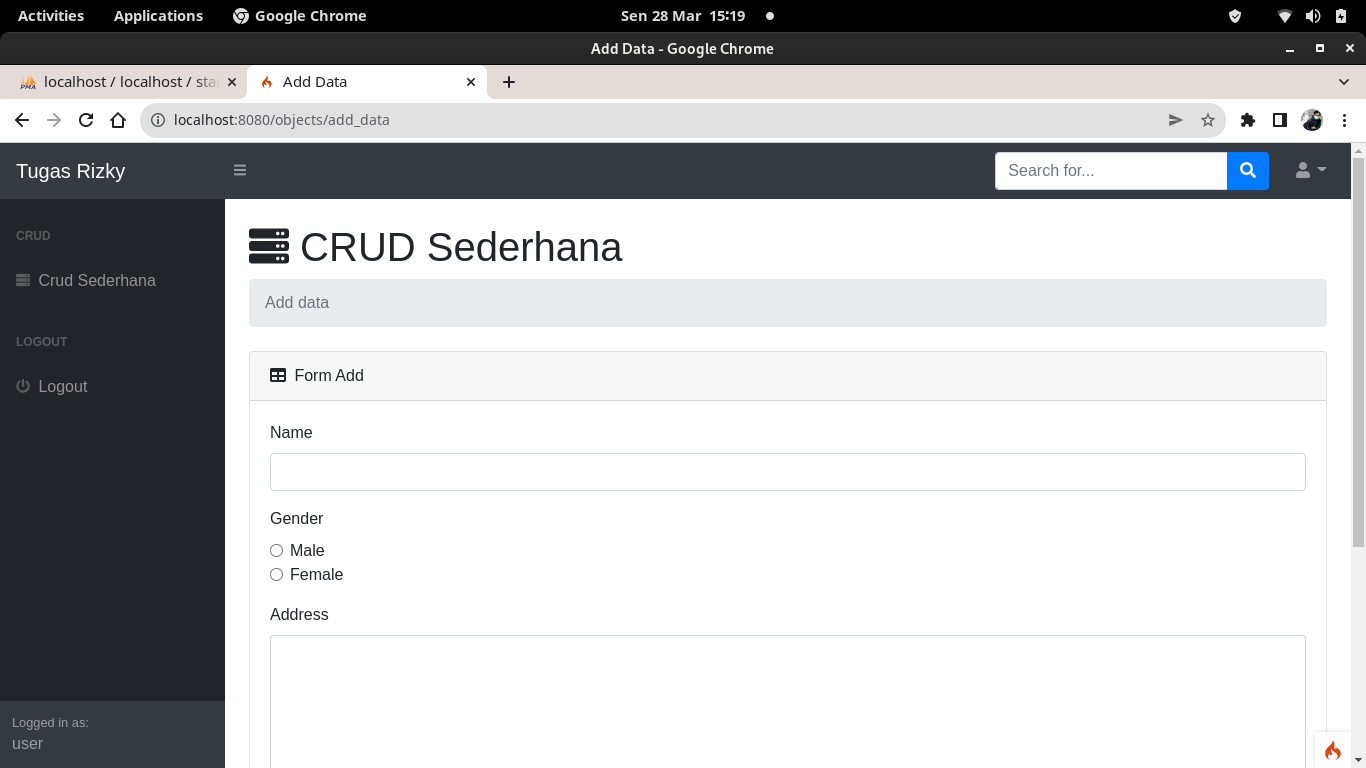 Activities Applications Google Chrome Sen 28 Mar 15:19
Add Data - Google Chrome
localhost / localhost / sta Add Data
localhost:8080/objects/add_data
Tugas Rizky Search for...
CRUD
Crud Sederhana
LOGOUT
Logout
Logged in as:
user
CRUD Sederhana
Add data
Form Add
Name
Gender
Male
Female
Address